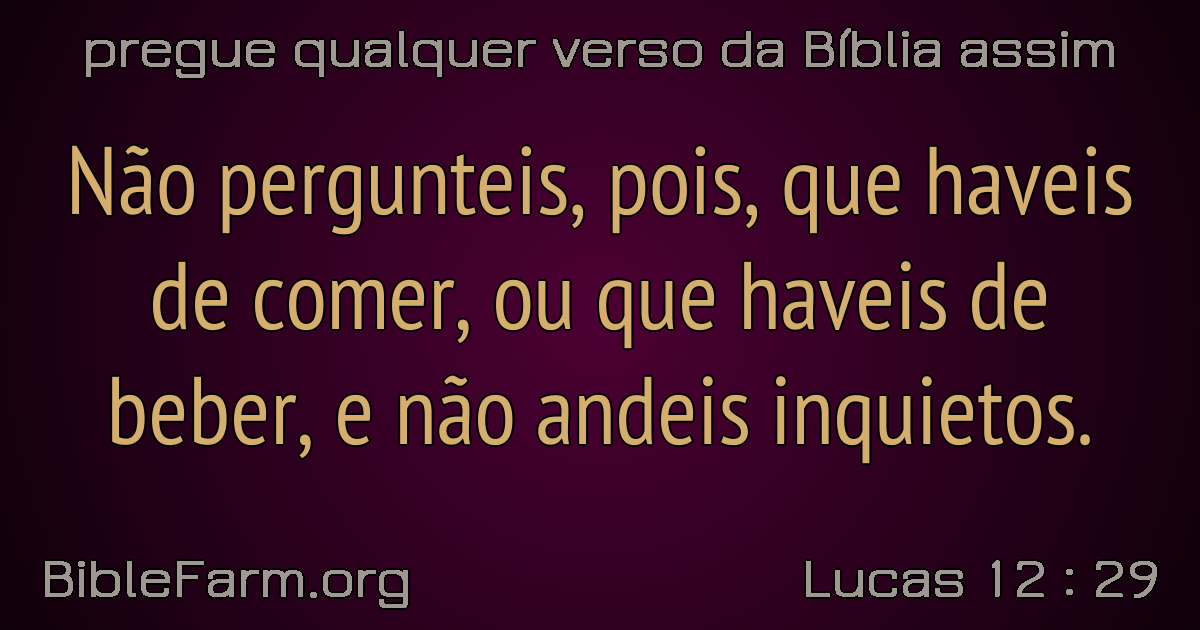 pregue qualquer verso da Bíblia assim
Não pergunteis, pois, que haveis
de comer, ou que haveis de
beber, e não andeis inquietos.
BibleFarm.org
Lucas 12 : 29